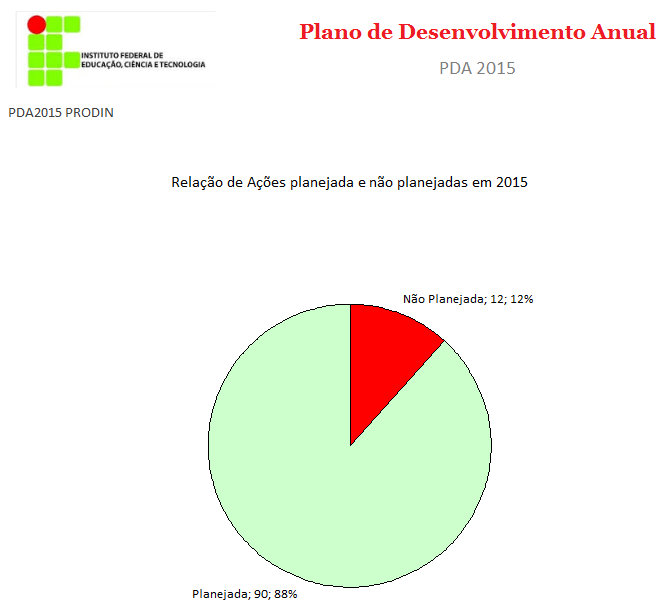 INSTITUTO FEDERAL DE
EDUCAÇÃO, CIÊNCIA E TECNOLOGIA
Plano de Desenvolvimento Anual
PDA 2015
PDA2015 PRODIN
Relação de Ações planejada e não planejadas em 2015
Não Planejada; 12; 12%
Planejada; 90; 88%